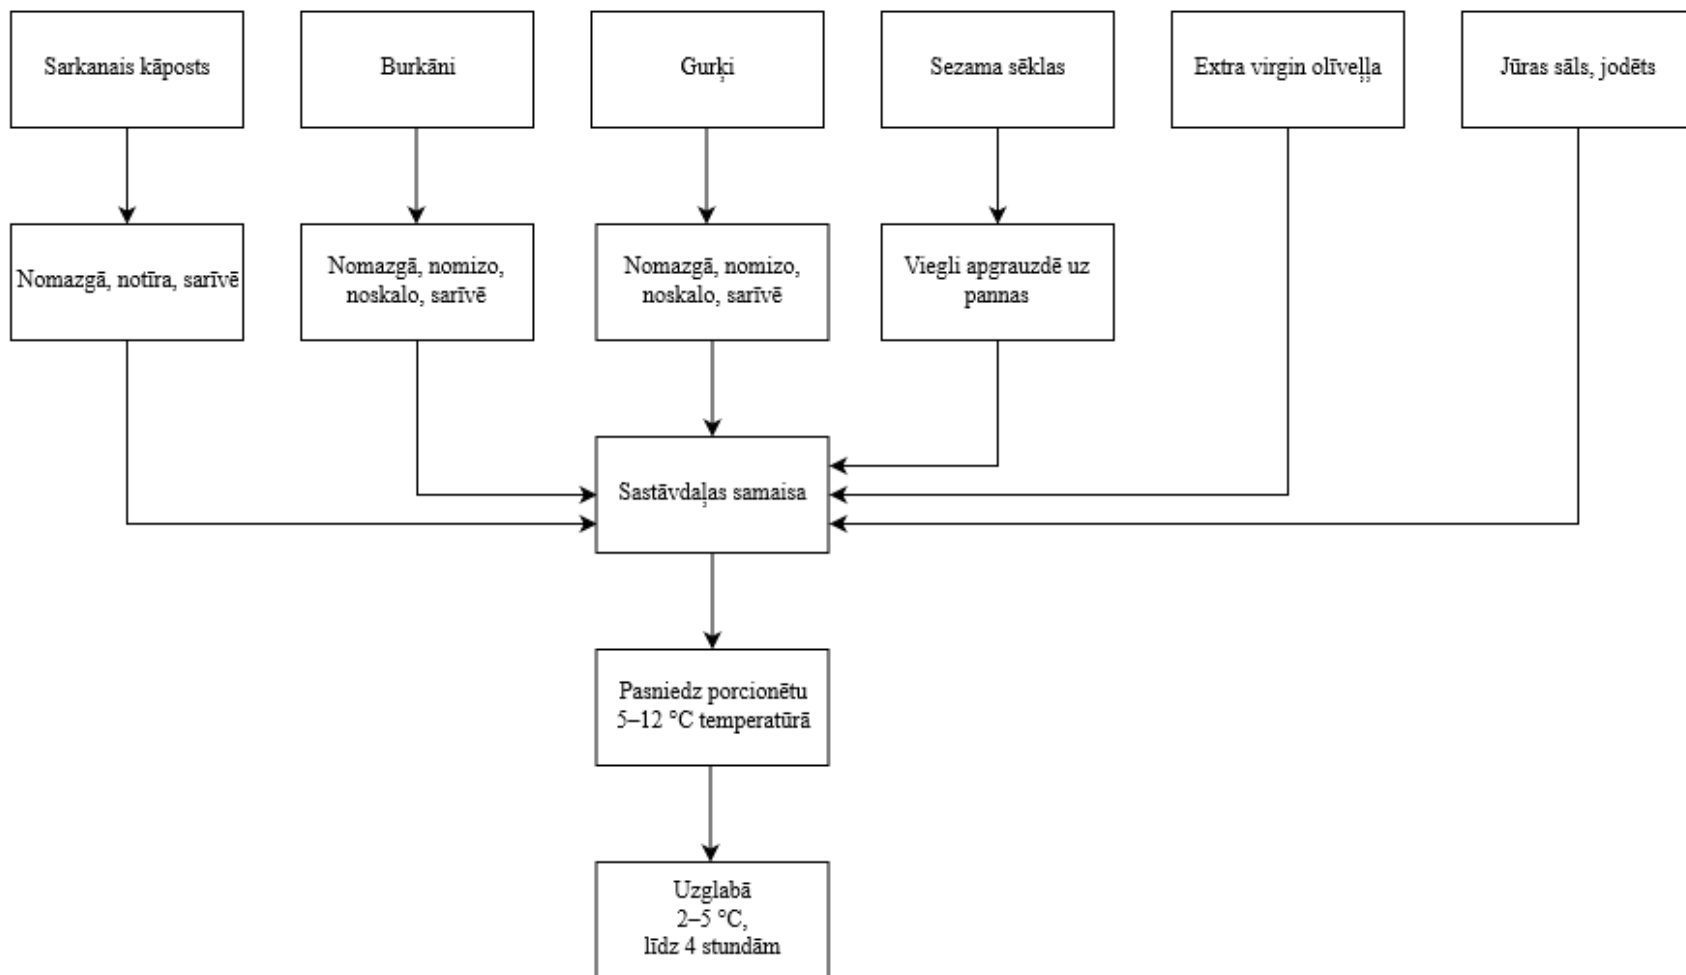 Sarkanais kāposts
Burkāni
Gurķi
Sezama sēklas
Extra virgin olīveļļa
Jūras sāls, jodēts
Nomazgā, notīra, sarīvē
Nomazgā, nomizo,
noskalo, sarīvē
Nomazgā, nomizo,
noskalo, sarīvē
Viegli apgrauzdē uz
pannas
Sastāvdaļas samaisa
Pasniedz porcionētu
5–12 °C temperatūrā
Uzglabā
2–5 °C,
līdz 4 stundām